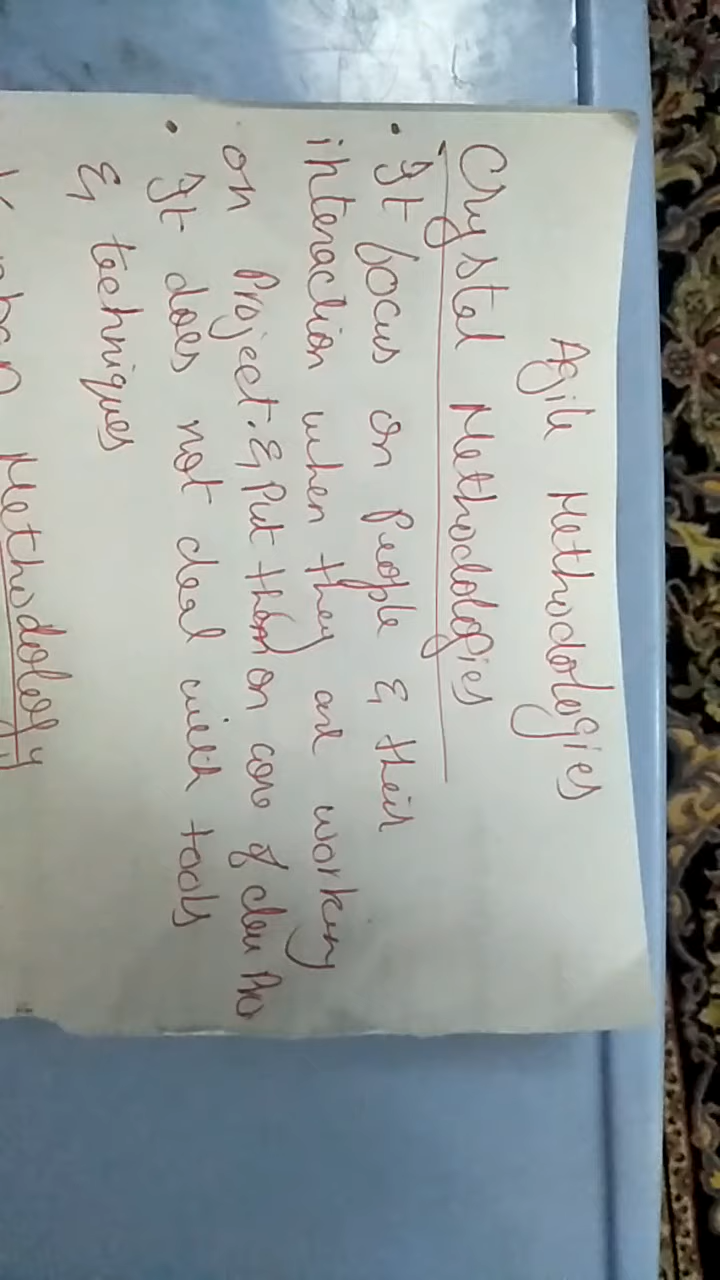 Agile Methodologies
Crystal Methodologies
• It focus on People & their
interaction when they are working
on Project. & Put them on core of dev Pro
• It does not deal with tools
& techniques
Methodology